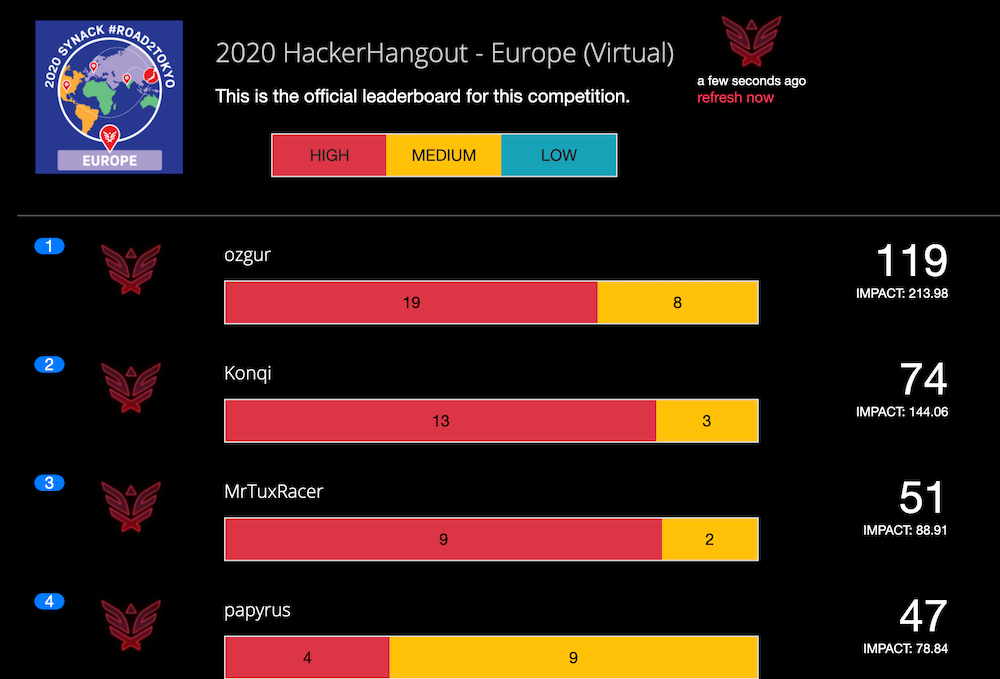 2020 SYNACK #ROAD2TOKYO
EUROPE
2020 HackerHangout - Europe (Virtual)
This is the official leaderboard for this competition.
a few seconds ago
refresh now
HIGH MEDIUM LOW
1
ozgur
19 8
119
IMPACT: 213.98
2
Konqi
13 3
74
IMPACT: 144.06
3
MrTuxRacer
9 2
51
IMPACT: 88.91
4
papyrus
4 9
47
IMPACT: 78.84